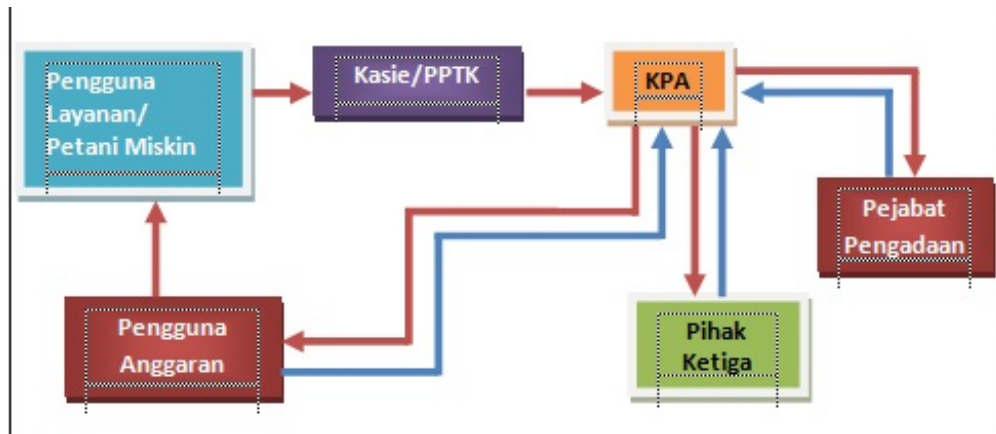 Pengguna
Layanan/
Petani Miskin
Kasie/PPTK
KPA
Pejabat
Pengadaan
Pengguna
Anggaran
Pihak
Ketiga